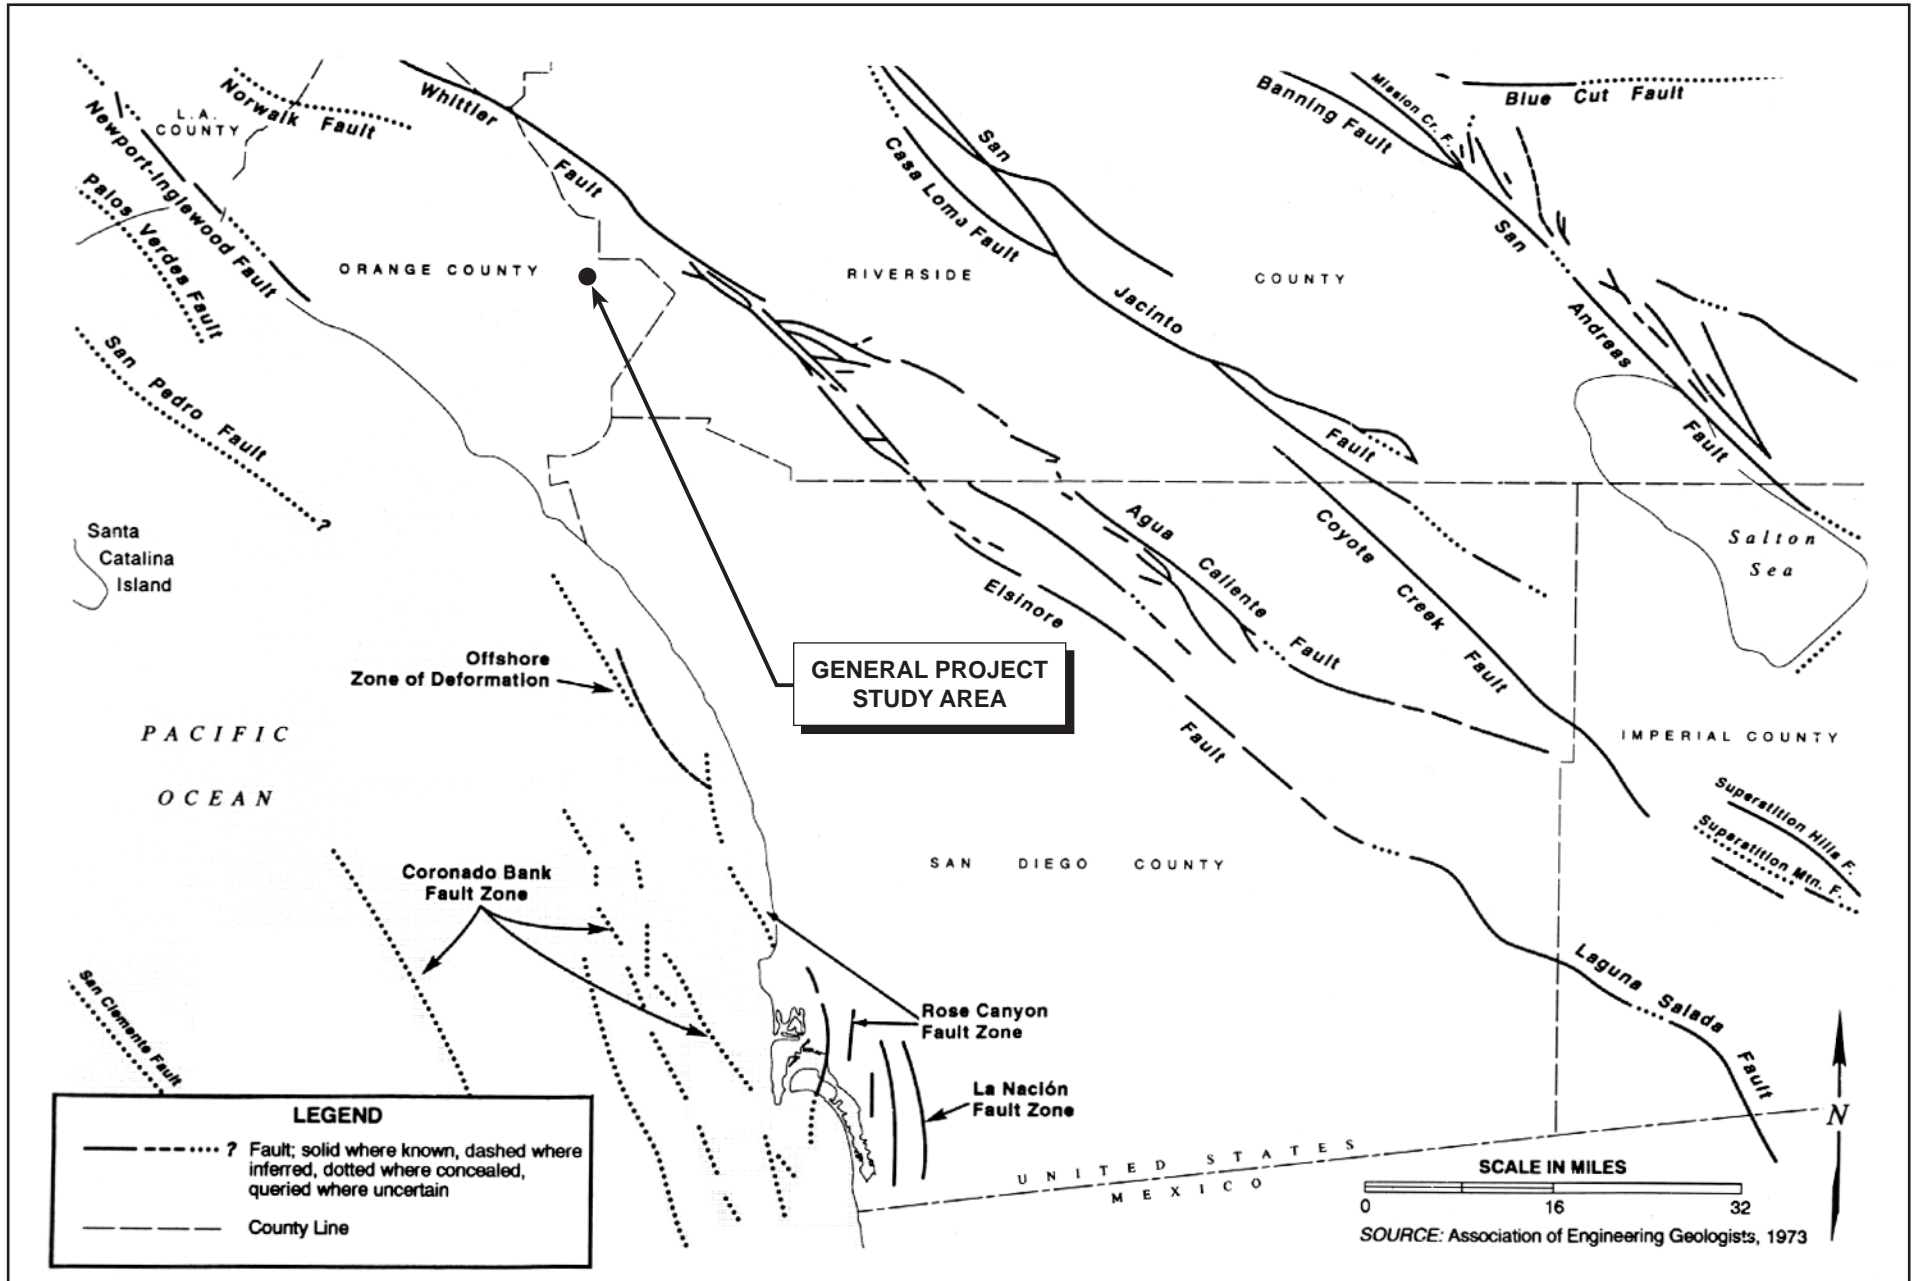 L.A.
COUNTY
Norwalk Fault
Whittier
Fault
Newport-Inglewood Fault
Palos Verdes Fault
San Pedro Fault
?
ORANGE COUNTY
RIVERSIDE
COUNTY
San
Jacinto
Fault
Casa Loma Fault
Banning Fault
Mission Cr. F.
Blue Cut Fault
San
Andreas
Fault
Santa
Catalina
Island
Salton
Sea
Agua
Caliente
Fault
Coyote
Creek
Fault
Elsinore
Fault
Offshore
Zone of Deformation
GENERAL PROJECT
STUDY AREA
PACIFIC
OCEAN
IMPERIAL COUNTY
Superstition Hills F.
Superstition Mtn. F.
Coronado Bank
Fault Zone
SAN DIEGO COUNTY
San Clemente Fault
Laguna Salada
Fault
Rose Canyon
Fault Zone
La Nación
Fault Zone
UNITED STATES
MEXICO
N
LEGEND
? Fault; solid where known, dashed where
inferred, dotted where concealed,
queried where uncertain
County Line
SCALE IN MILES
0 16 32
SOURCE: Association of Engineering Geologists, 1973